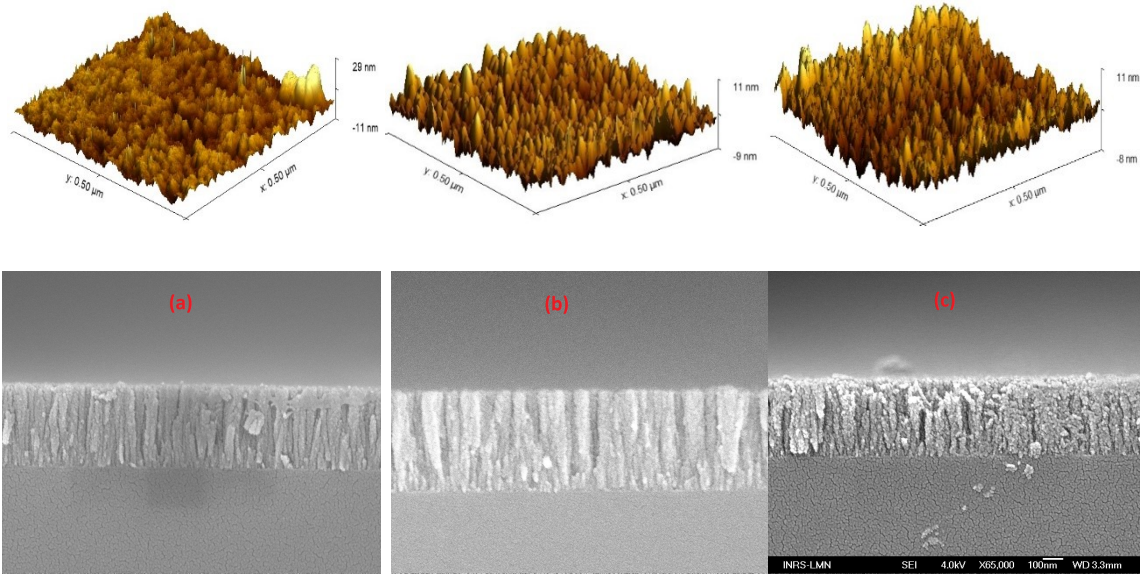 29 nm
-11 nm
y: 0.50 µm
x: 0.50 µm
11 nm
-9 nm
y: 0.50 µm
x: 0.50 µm
11 nm
-8 nm
y: 0.50 µm
x: 0.50 µm
(a)
(b)
(c)
INRS-LMN SEI 4.0kV X65,000 100nm WD 3.3mm